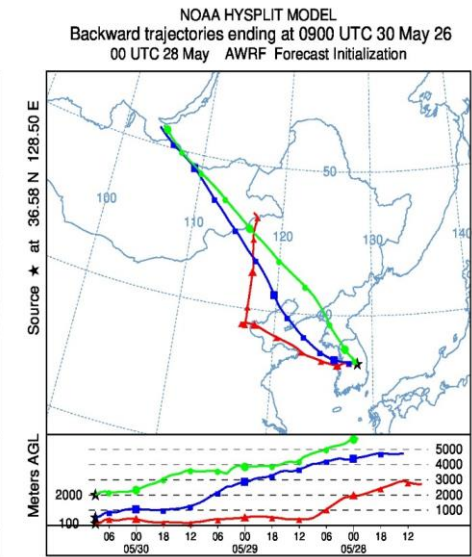 NOAA HYSPLIT MODEL
Backward trajectories ending at 0900 UTC 30 May 26
00 UTC 28 May AWRF Forecast Initialization
Source ★ at 36.58 N 128.50 E
50
100
110
120
130
140
Meters AGL
5000
4000
3000
2000 2000
1000
100
06 00 18 12 06 00 18 12 06 00 18 12
05/30 05/29 05/28